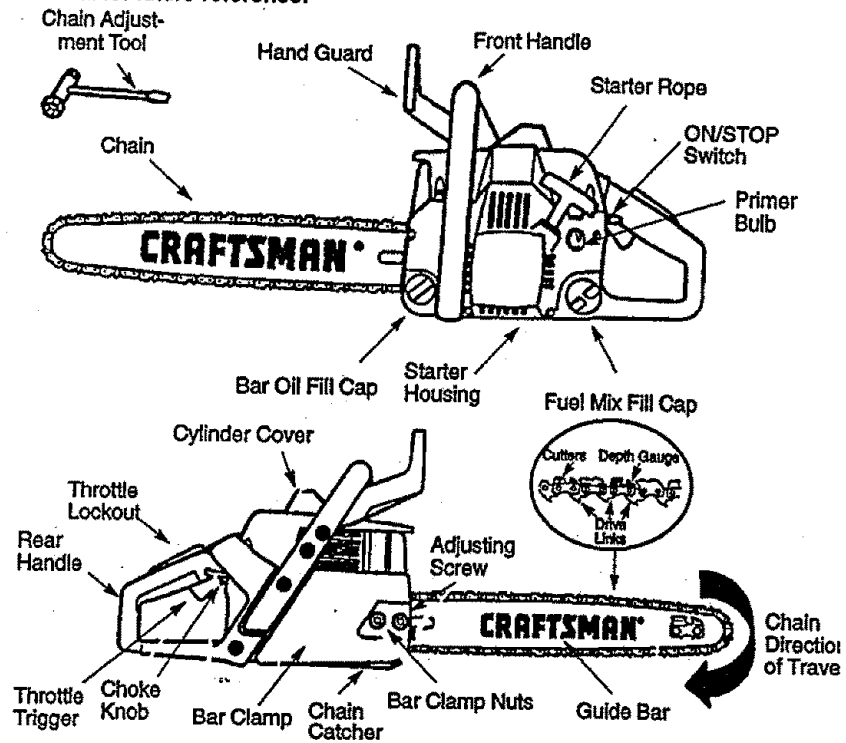 Chain Adjust-
ment Tool
Hand Guard
Front Handle
Starter Rope
ON/STOP
Switch
Primer
Bulb
Chain
CRAFTSMAN
Bar Oil Fill Cap
Starter
Housing
Fuel Mix Fill Cap
Cylinder Cover
Cutters
Depth Gauge
Drive
Links
Throttle
Lockout
Rear
Handle
Adjusting
Screw
CRAFTSMAN
Chain
Direction
of Trave
Throttle
Trigger
Choke
Knob
Bar Clamp
Chain
Catcher
Bar Clamp Nuts
Guide Bar